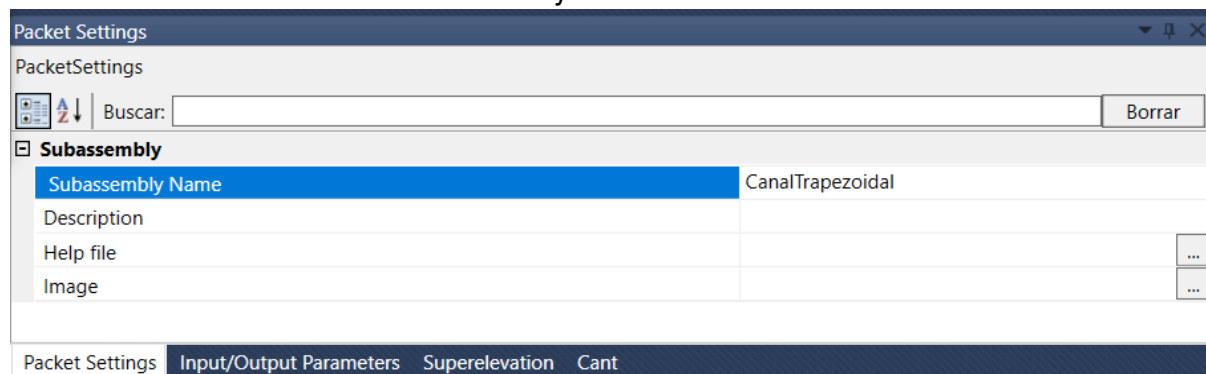 Packet Settings
PacketSettings
Buscar: Borrar
Subassembly
Subassembly Name CanalTrapezoidal
Description
Help file ...
Image ...
Packet Settings Input/Output Parameters Superelevation Cant